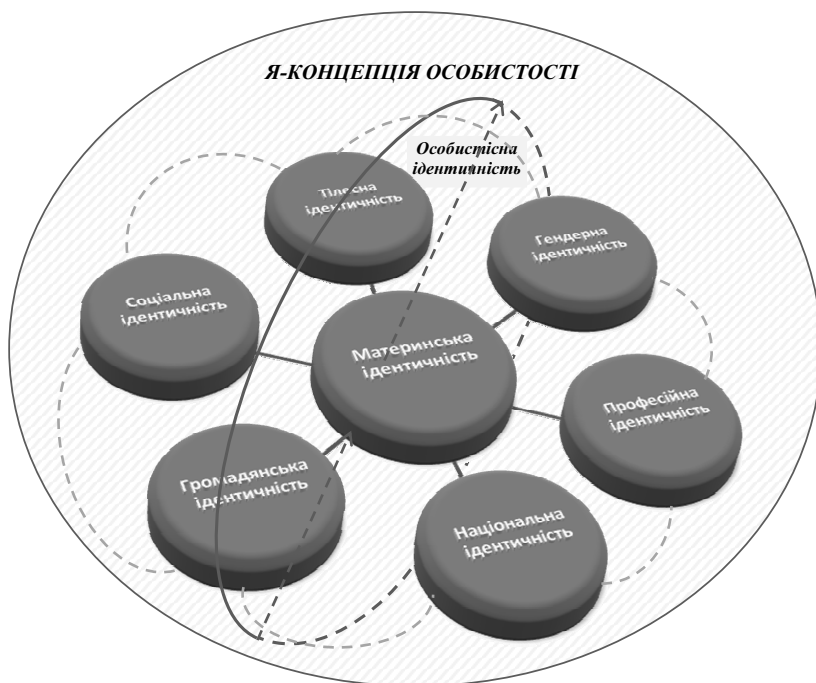 Я-КОНЦЕПЦІЯ ОСОБИСТОСТІ
Особистісна
ідентичність
Тілесна
ідентичність
Гендерна
ідентичність
Соціальна
ідентичність
Материнська
ідентичність
Професійна
ідентичність
Громадянська
ідентичність
Національна
ідентичність